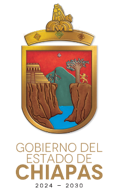 GOBIERNO DEL
ESTADO DE
CHIAPAS
2024 – 2030